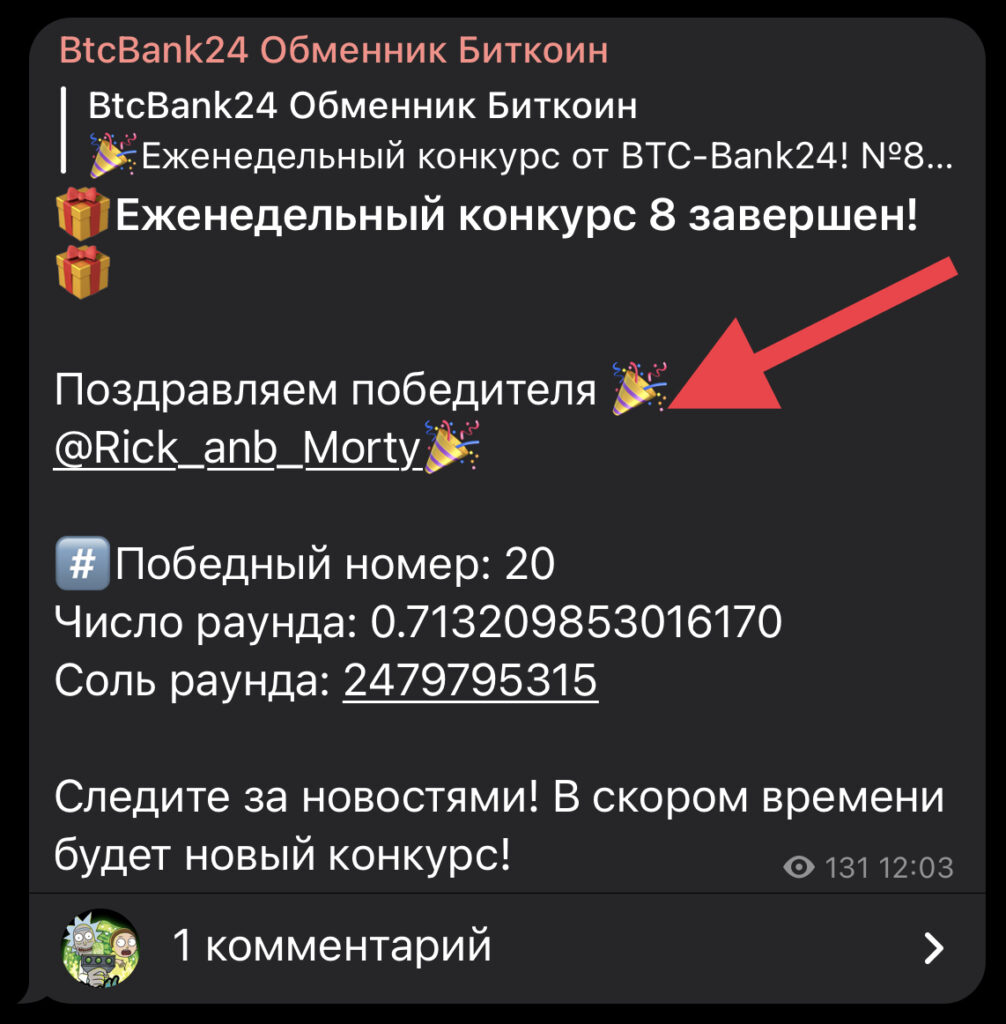 BtcBank24 Обменник Биткоин
BtcBank24 Обменник Биткоин
🎉Еженедельный конкурс от BTC-Bank24! №8...
🎁Еженедельный конкурс 8 завершен!
🎁
Поздравляем победителя 🎉
@Rick_anb_Morty🎉
#️⃣Победный номер: 20
Число раунда: 0.713209853016170
Соль раунда: 2479795315
Следите за новостями! В скором времени
будет новый конкурс!
131 12:03
1 комментарий